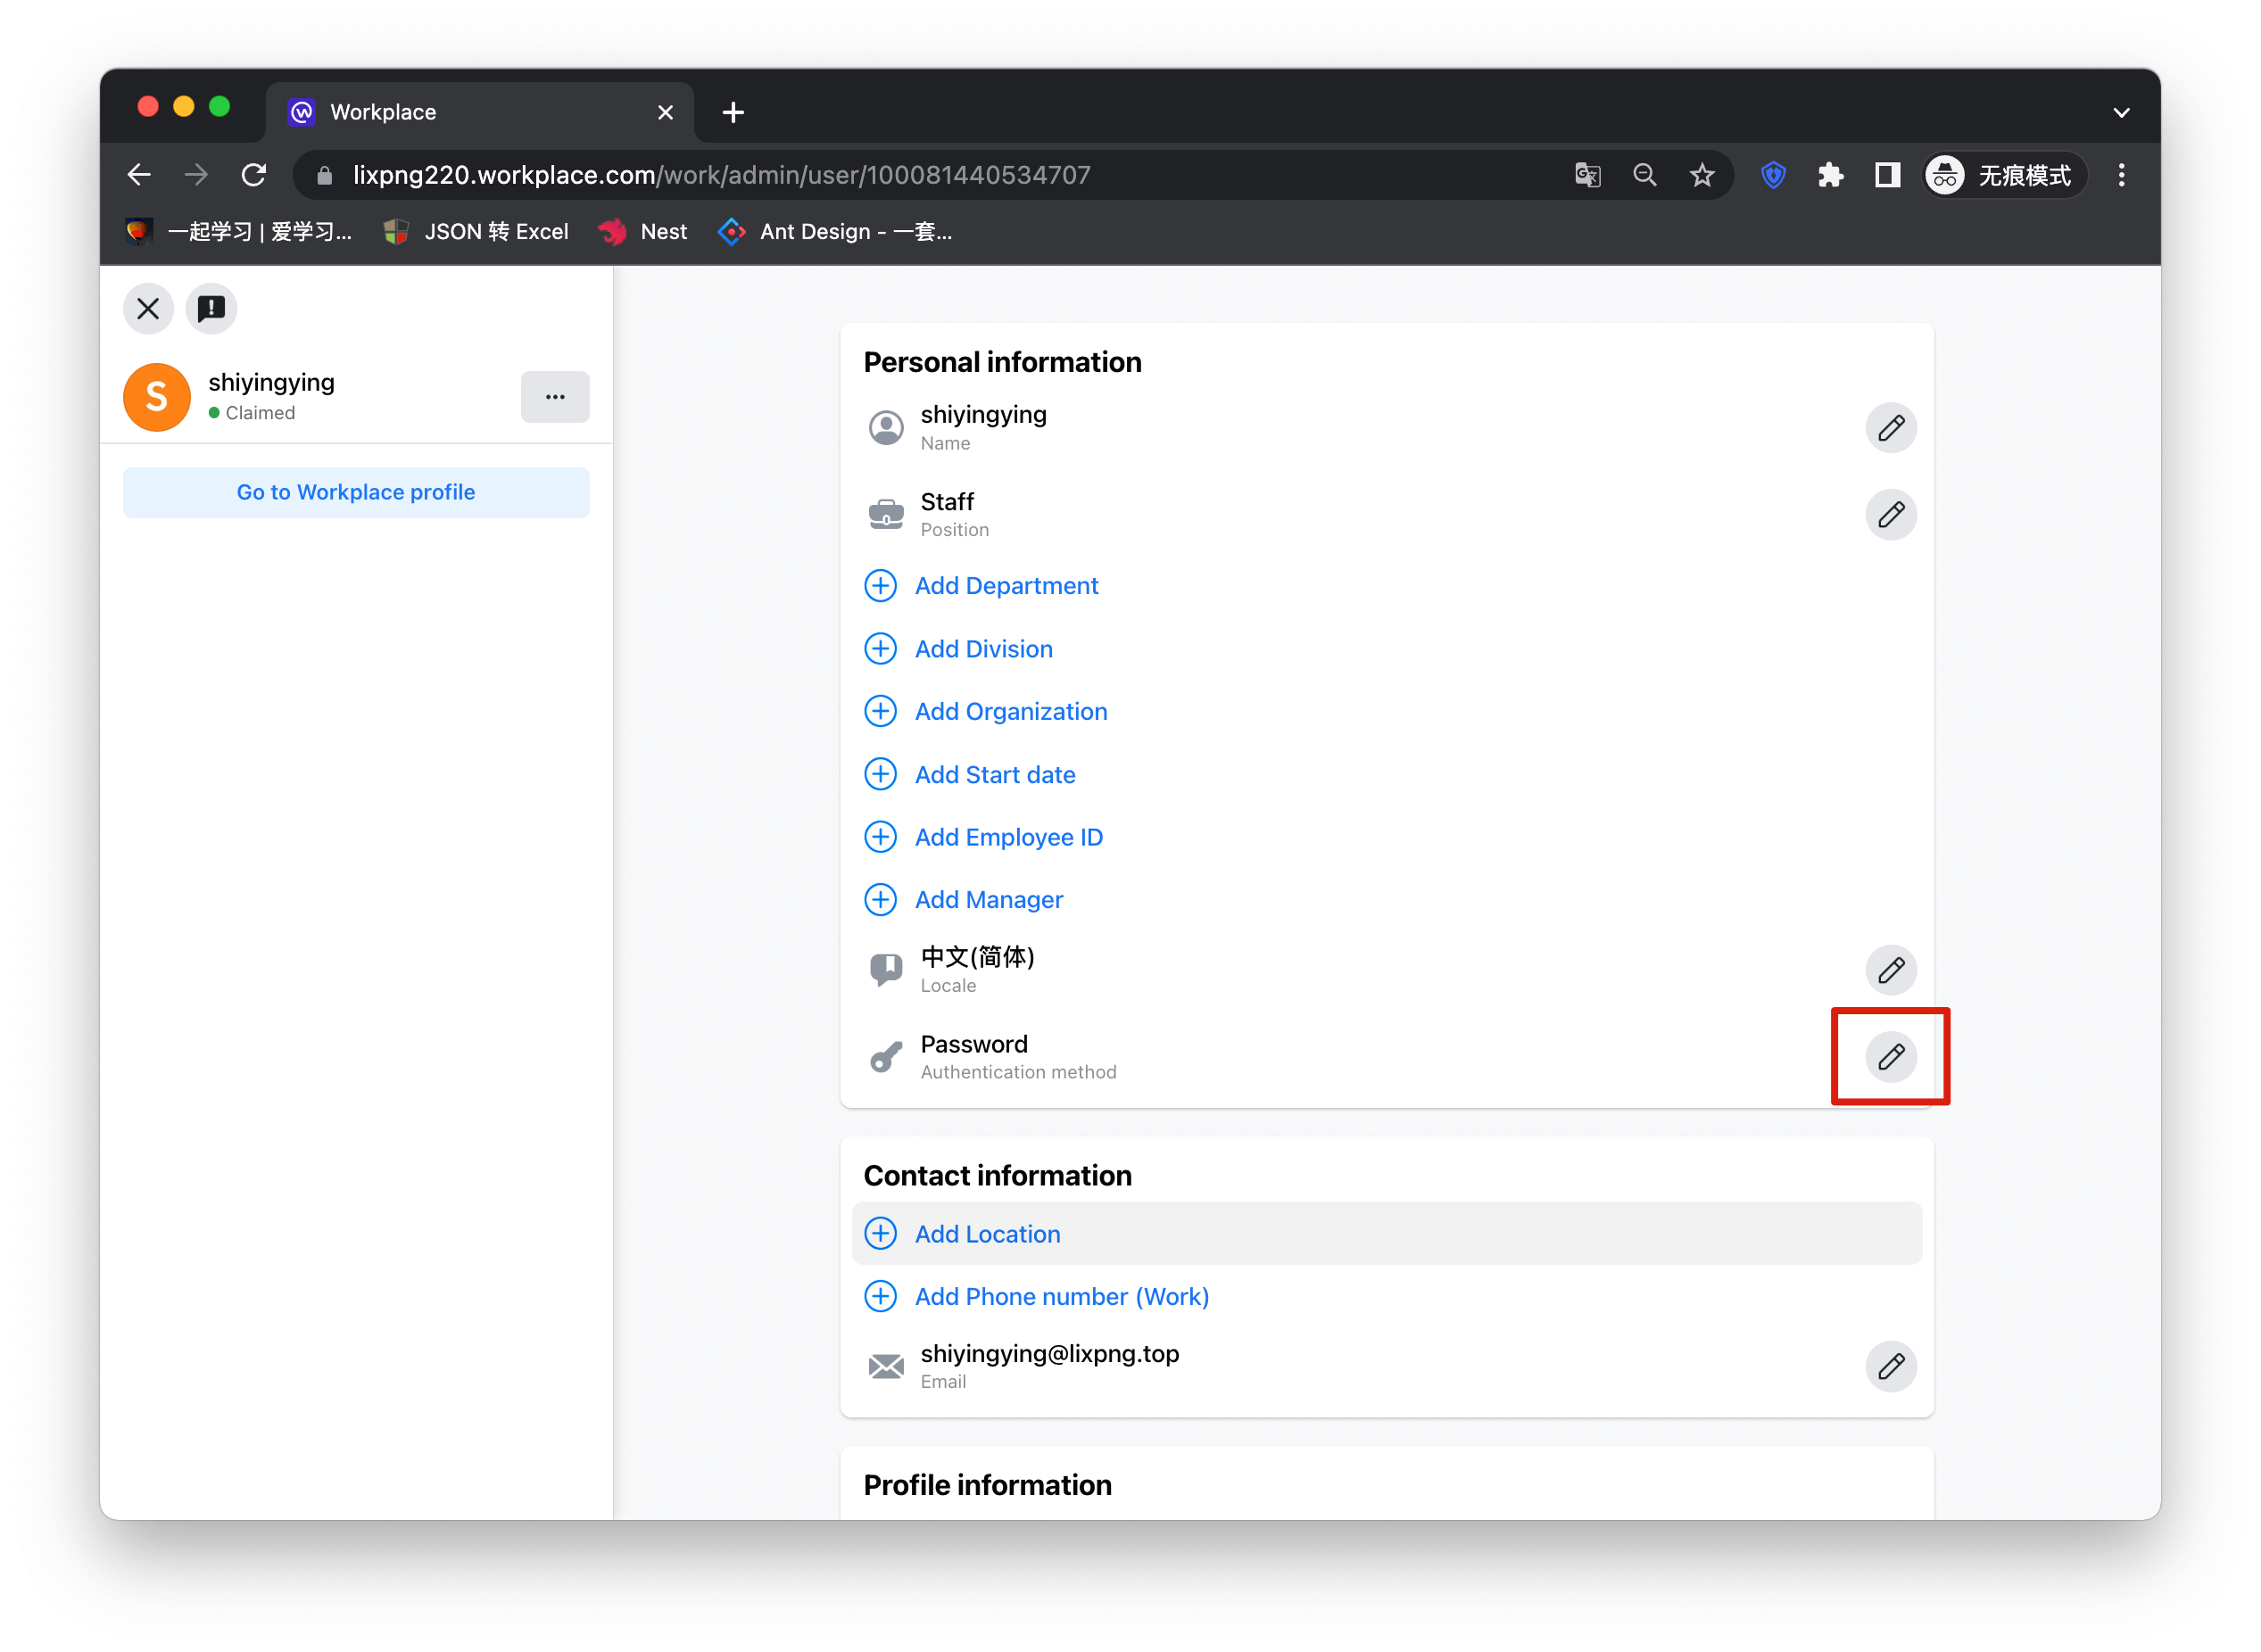 Workplace
lixpng220.workplace.com/work/admin/user/100081440534707
无痕模式
一起学习 | 爱学习...
JSON 转 Excel
Nest
Ant Design - 一套...
S
shiyingying
Claimed
Go to Workplace profile
Personal information
shiyingying
Name
Staff
Position
Add Department
Add Division
Add Organization
Add Start date
Add Employee ID
Add Manager
中文(简体)
Locale
Password
Authentication method
Contact information
Add Location
Add Phone number (Work)
shiyingying@lixpng.top
Email
Profile information